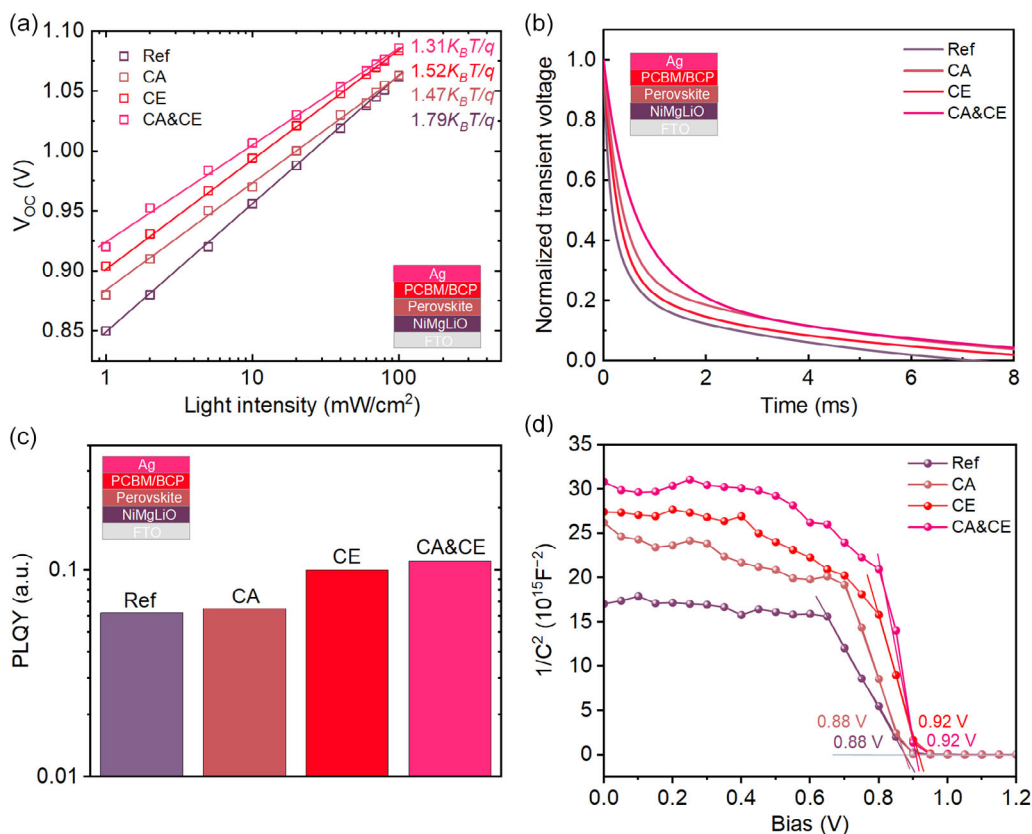 (a)
1.10
1.05
1.00
0.95
0.90
0.85
V_OC (V)
Ref
CA
CE
CA&CE
1.31K_BT/q
1.52K_BT/q
1.47K_BT/q
1.79K_BT/q
Ag
PCBM/BCP
Perovskite
NiMgLiO
FTO
1
10
100
Light intensity (mW/cm²)
(b)
1.0
0.8
0.6
0.4
0.2
0.0
Normalized transient voltage
Ag
PCBM/BCP
Perovskite
NiMgLiO
FTO
Ref
CA
CE
CA&CE
0
2
4
6
8
Time (ms)
(c)
0.1
0.01
PLQY (a.u.)
Ag
PCBM/BCP
Perovskite
NiMgLiO
FTO
Ref
CA
CE
CA&CE
(d)
35
30
25
20
15
10
5
0
1/C² (10¹⁵F⁻²)
Ref
CA
CE
CA&CE
0.88 V
0.92 V
0.88 V
0.92 V
0.0
0.2
0.4
0.6
0.8
1.0
1.2
Bias (V)